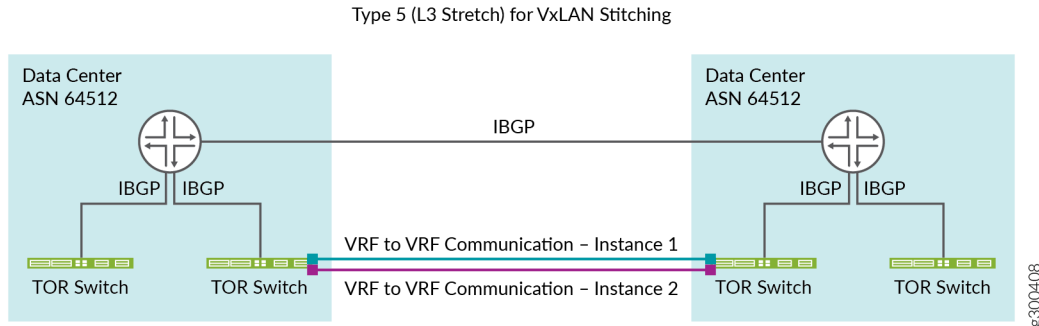 Type 5 (L3 Stretch) for VxLAN Stitching
Data Center
ASN 64512
Data Center
ASN 64512
IBGP
IBGP
IBGP
IBGP
IBGP
VRF to VRF Communication – Instance 1
TOR Switch
TOR Switch
VRF to VRF Communication – Instance 2
TOR Switch
TOR Switch
g300408